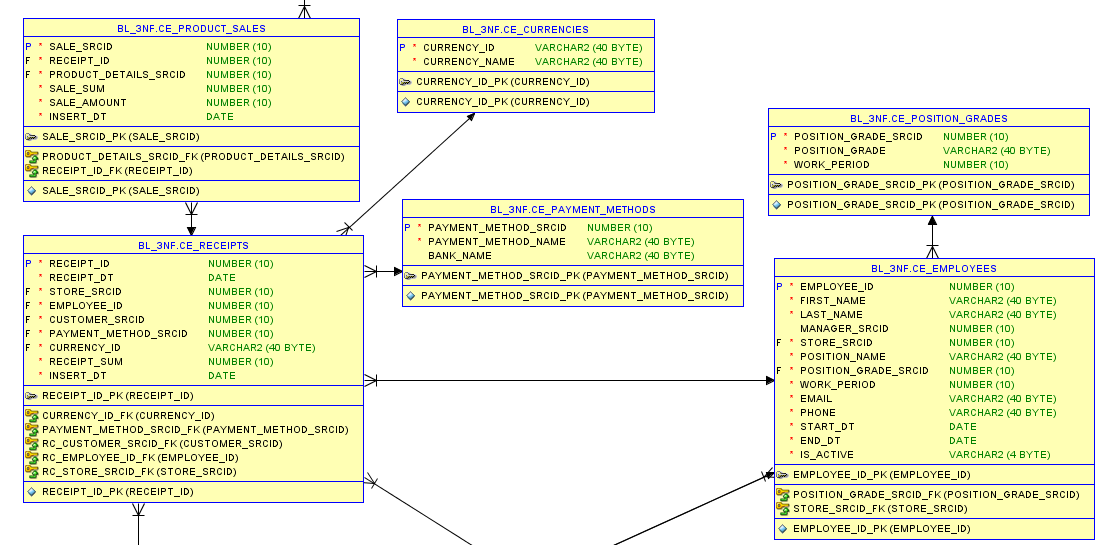 BL_3NF.CE_PRODUCT_SALES
P * SALE_SRCID NUMBER (10)
F * RECEIPT_ID NUMBER (10)
F * PRODUCT_DETAILS_SRCID NUMBER (10)
* SALE_SUM NUMBER (10)
* SALE_AMOUNT NUMBER (10)
* INSERT_DT DATE
SALE_SRCID_PK (SALE_SRCID)
PRODUCT_DETAILS_SRCID_FK (PRODUCT_DETAILS_SRCID)
RECEIPT_ID_FK (RECEIPT_ID)
SALE_SRCID_PK (SALE_SRCID)
BL_3NF.CE_CURRENCIES
P * CURRENCY_ID VARCHAR2 (40 BYTE)
* CURRENCY_NAME VARCHAR2 (40 BYTE)
CURRENCY_ID_PK (CURRENCY_ID)
CURRENCY_ID_PK (CURRENCY_ID)
BL_3NF.CE_POSITION_GRADES
P * POSITION_GRADE_SRCID NUMBER (10)
* POSITION_GRADE VARCHAR2 (40 BYTE)
* WORK_PERIOD NUMBER (10)
POSITION_GRADE_SRCID_PK (POSITION_GRADE_SRCID)
POSITION_GRADE_SRCID_PK (POSITION_GRADE_SRCID)
BL_3NF.CE_PAYMENT_METHODS
P * PAYMENT_METHOD_SRCID NUMBER (10)
* PAYMENT_METHOD_NAME VARCHAR2 (40 BYTE)
BANK_NAME VARCHAR2 (40 BYTE)
PAYMENT_METHOD_SRCID_PK (PAYMENT_METHOD_SRCID)
PAYMENT_METHOD_SRCID_PK (PAYMENT_METHOD_SRCID)
BL_3NF.CE_RECEIPTS
P * RECEIPT_ID NUMBER (10)
* RECEIPT_DT DATE
F * STORE_SRCID NUMBER (10)
F * EMPLOYEE_ID NUMBER (10)
F * CUSTOMER_SRCID NUMBER (10)
F * PAYMENT_METHOD_SRCID NUMBER (10)
F * CURRENCY_ID VARCHAR2 (40 BYTE)
* RECEIPT_SUM NUMBER (10)
* INSERT_DT DATE
RECEIPT_ID_PK (RECEIPT_ID)
CURRENCY_ID_FK (CURRENCY_ID)
PAYMENT_METHOD_SRCID_FK (PAYMENT_METHOD_SRCID)
RC_CUSTOMER_SRCID_FK (CUSTOMER_SRCID)
RC_EMPLOYEE_ID_FK (EMPLOYEE_ID)
RC_STORE_SRCID_FK (STORE_SRCID)
RECEIPT_ID_PK (RECEIPT_ID)
BL_3NF.CE_EMPLOYEES
P * EMPLOYEE_ID NUMBER (10)
* FIRST_NAME VARCHAR2 (40 BYTE)
* LAST_NAME VARCHAR2 (40 BYTE)
MANAGER_SRCID NUMBER (10)
F * STORE_SRCID NUMBER (10)
* POSITION_NAME VARCHAR2 (40 BYTE)
F * POSITION_GRADE_SRCID NUMBER (10)
* WORK_PERIOD NUMBER (10)
* EMAIL VARCHAR2 (40 BYTE)
* PHONE VARCHAR2 (40 BYTE)
* START_DT DATE
* END_DT DATE
* IS_ACTIVE VARCHAR2 (4 BYTE)
EMPLOYEE_ID_PK (EMPLOYEE_ID)
POSITION_GRADE_SRCID_FK (POSITION_GRADE_SRCID)
STORE_SRCID_FK (STORE_SRCID)
EMPLOYEE_ID_PK (EMPLOYEE_ID)